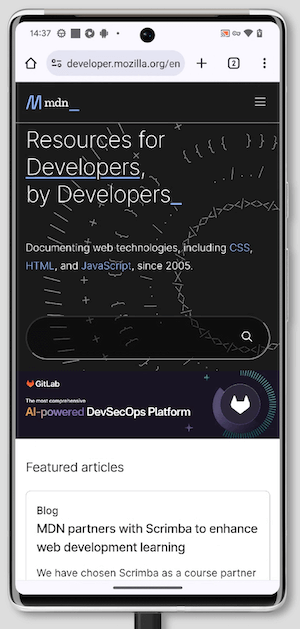 14:37
developer.mozilla.org/en
2
mdn_
Resources for
Developers,
by Developers_
Documenting web technologies, including CSS,
HTML, and JavaScript, since 2005.
GitLab
The most comprehensive
AI-powered DevSecOps Platform
Featured articles
Blog
MDN partners with Scrimba to enhance
web development learning
We have chosen Scrimba as a course partner